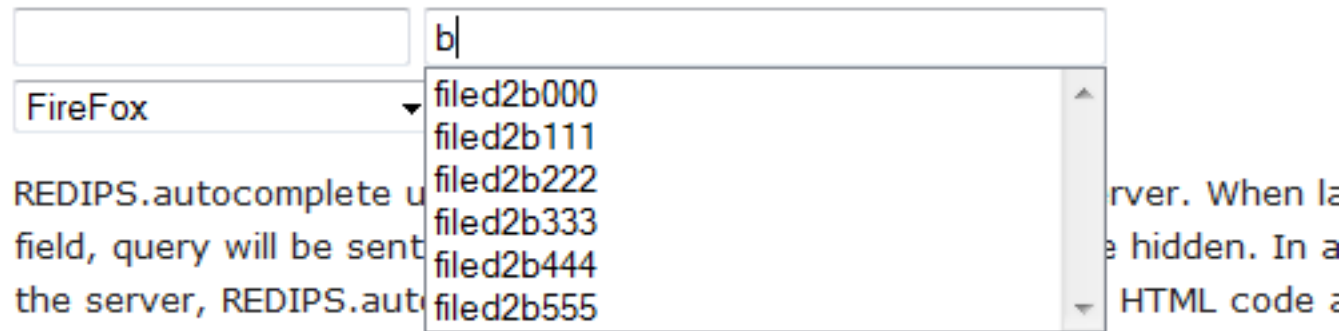 b
FireFox
filed2b000
filed2b111
filed2b222
filed2b333
filed2b444
filed2b555
REDIPS.autocomplete u rver. When la
field, query will be sent e hidden. In a
the server, REDIPS.aut HTML code a